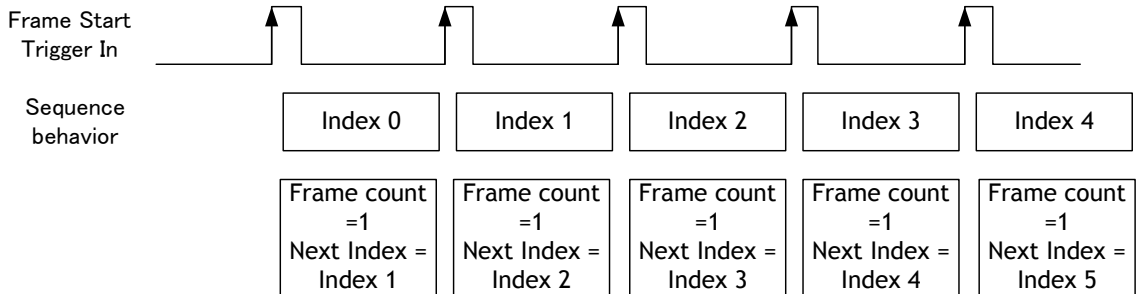 Frame Start
Trigger In
Sequence
behavior
Index 0
Index 1
Index 2
Index 3
Index 4
Frame count
=1
Next Index =
Index 1
Frame count
=1
Next Index =
Index 2
Frame count
=1
Next Index =
Index 3
Frame count
=1
Next Index =
Index 4
Frame count
=1
Next Index =
Index 5